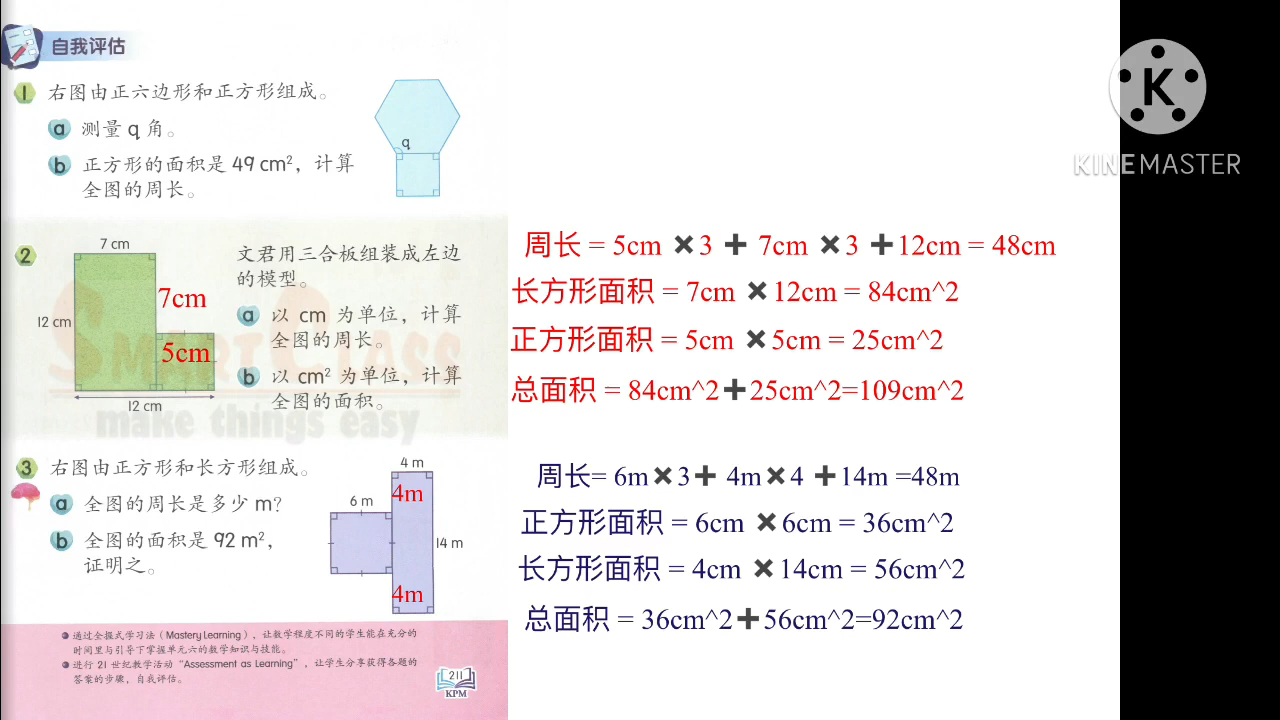 自我评估
1 右图由正六边形和正方形组成。
a 测量 q 角。
b 正方形的面积是 49 cm²，计算
全图的周长。
q
2
7 cm
12 cm
12 cm
7cm
5cm
文君用三合板组装成左边
的模型。
a 以 cm 为单位，计算
全图的周长。
b 以 cm² 为单位，计算
全图的面积。
SMART CLASS
make things easy
3 右图由正方形和长方形组成。
a 全图的周长是多少 m？
b 全图的面积是 92 m²，
证明之。
4 m
6 m
14 m
4m
4m
通过全握式学习法（Mastery Learning），让数学程度不同的学生能在充分的
时间里与引导下掌握单元六的数学知识与技能。
进行 21 世纪教学活动 “Assessment as Learning”，让学生分享获得各题的
答案的步骤，自我评估。
211
KPM
周长 = 5cm ✖3 ➕ 7cm ✖3 ➕12cm = 48cm
长方形面积 = 7cm ✖12cm = 84cm^2
正方形面积 = 5cm ✖5cm = 25cm^2
总面积 = 84cm^2➕25cm^2=109cm^2
周长= 6m✖3➕ 4m✖4 ➕14m =48m
正方形面积 = 6cm ✖6cm = 36cm^2
长方形面积 = 4cm ✖14cm = 56cm^2
总面积 = 36cm^2➕56cm^2=92cm^2
K
KINEMASTER